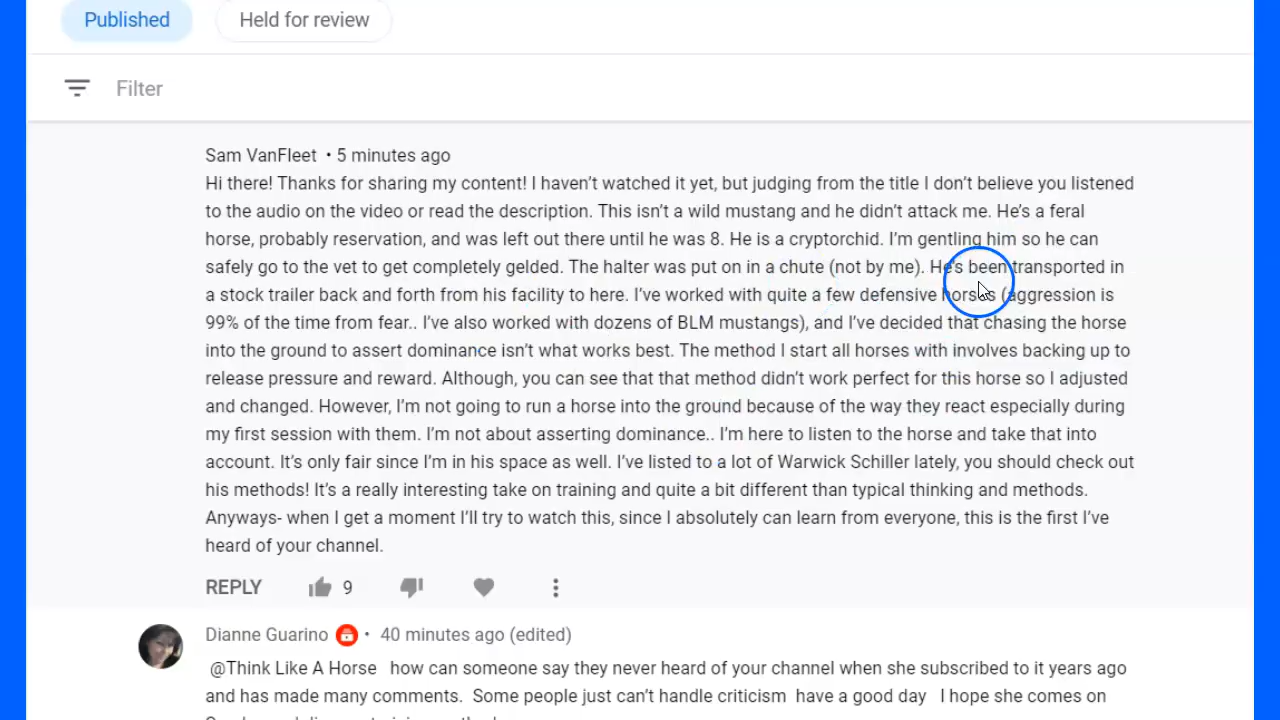 Published
Held for review
Filter
Sam VanFleet • 5 minutes ago
Hi there! Thanks for sharing my content! I haven't watched it yet, but judging from the title I don't believe you listened
to the audio on the video or read the description. This isn't a wild mustang and he didn't attack me. He's a feral
horse, probably reservation, and was left out there until he was 8. He is a cryptorchid. I'm gentling him so he can
safely go to the vet to get completely gelded. The halter was put on in a chute (not by me). He's been transported in
a stock trailer back and forth from his facility to here. I've worked with quite a few defensive horses (aggression is
99% of the time from fear.. I've also worked with dozens of BLM mustangs), and I've decided that chasing the horse
into the ground to assert dominance isn't what works best. The method I start all horses with involves backing up to
release pressure and reward. Although, you can see that that method didn't work perfect for this horse so I adjusted
and changed. However, I'm not going to run a horse into the ground because of the way they react especially during
my first session with them. I'm not about asserting dominance.. I'm here to listen to the horse and take that into
account. It's only fair since I'm in his space as well. I've listed to a lot of Warwick Schiller lately, you should check out
his methods! It's a really interesting take on training and quite a bit different than typical thinking and methods.
Anyways- when I get a moment I'll try to watch this, since I absolutely can learn from everyone, this is the first I've
heard of your channel.
REPLY 9
Dianne Guarino • 40 minutes ago (edited)
@Think Like A Horse how can someone say they never heard of your channel when she subscribed to it years ago
and has made many comments. Some people just can't handle criticism have a good day I hope she comes on